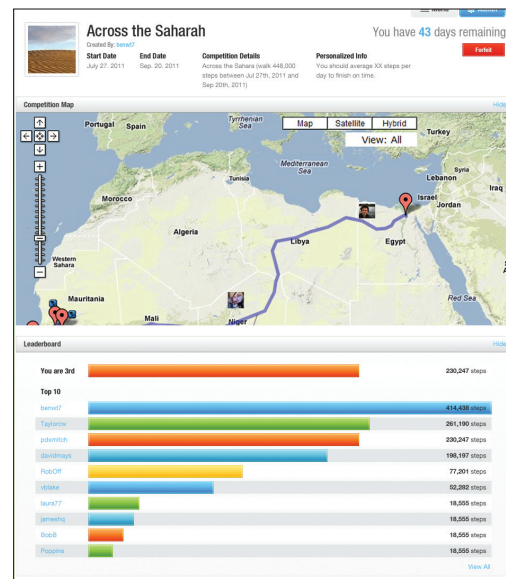 Across the Saharah
You have 43 days remaining
Created By: benvd7
Forfeit
Start Date
End Date
Competition Details
Personalized Info
July 27. 2011
Sep. 20. 2011
Across the Sahara (walk 448,000
steps between Jul 27th, 2011 and
Sep 20th, 2011)
You should average XX steps per
day to finish on time.
Competition Map
Hide
Portugal
Spain
Tyrrhenian
Sea
Map
Satellite
Hybrid
Turkey
View: All
Mediterranean
Sea
Syria
Lebanon
Iraq
Tunisia
Morocco
Israel
Jordan
Algeria
Libya
Egypt
Western
Sahara
Red Sea
Mauritania
Mali
Niger
Leaderboard
Hide
You are 3rd
230,247 steps
Top 10
benvd7
414,438 steps
Taylorcw
261,190 steps
pdxmitch
230,247 steps
davidmays
198,197 steps
RobOff
77,201 steps
vblake
52,282 steps
laura77
18,555 steps
jameshq
18,555 steps
BobB
18,555 steps
Poppins
18,555 steps
View All